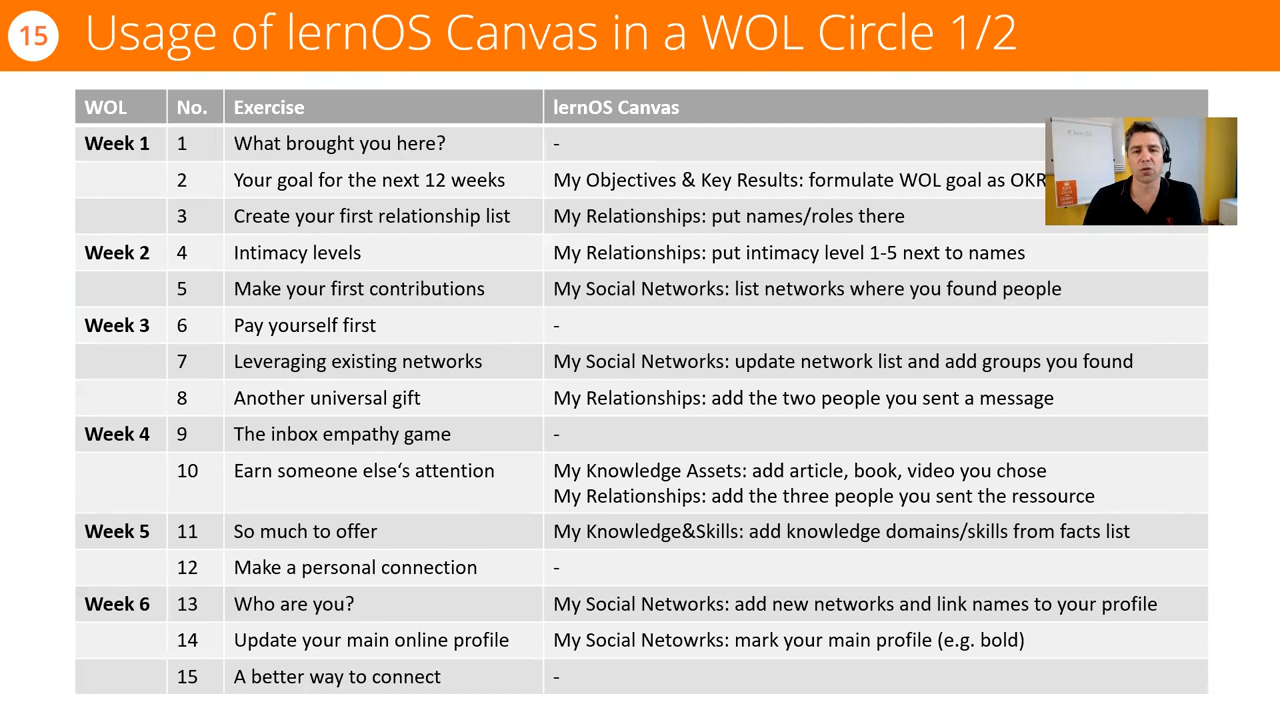 15 Usage of lernOS Canvas in a WOL Circle 1/2
WOL No. Exercise lernOS Canvas
Week 1 1 What brought you here? -
2 Your goal for the next 12 weeks My Objectives & Key Results: formulate WOL goal as OKR
3 Create your first relationship list My Relationships: put names/roles there
Week 2 4 Intimacy levels My Relationships: put intimacy level 1-5 next to names
5 Make your first contributions My Social Networks: list networks where you found people
Week 3 6 Pay yourself first -
7 Leveraging existing networks My Social Networks: update network list and add groups you found
8 Another universal gift My Relationships: add the two people you sent a message
Week 4 9 The inbox empathy game -
10 Earn someone else‘s attention My Knowledge Assets: add article, book, video you chose
My Relationships: add the three people you sent the ressource
Week 5 11 So much to offer My Knowledge&Skills: add knowledge domains/skills from facts list
12 Make a personal connection -
Week 6 13 Who are you? My Social Networks: add new networks and link names to your profile
14 Update your main online profile My Social Netowrks: mark your main profile (e.g. bold)
15 A better way to connect -